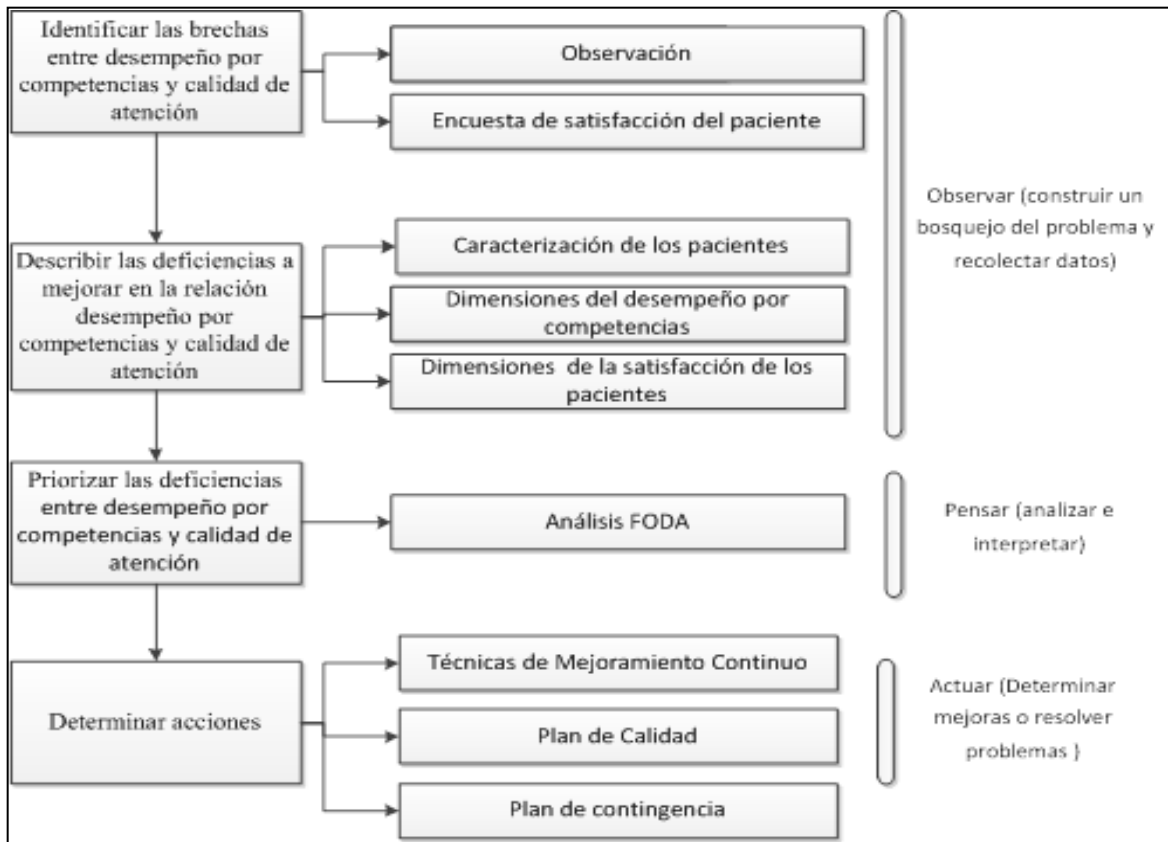 Identificar las brechas
entre desempeño por
competencias y calidad de
atención
Observación
Encuesta de satisfacción del paciente
Describir las deficiencias a
mejorar en la relación
desempeño por
competencias y calidad de
atención
Caracterización de los pacientes
Dimensiones del desempeño por
competencias
Dimensiones de la satisfacción de los
pacientes
Observar (construir un
bosquejo del problema y
recolectar datos)
Priorizar las deficiencias
entre desempeño por
competencias y calidad de
atención
Análisis FODA
Pensar (analizar e
interpretar)
Determinar acciones
Técnicas de Mejoramiento Continuo
Plan de Calidad
Plan de contingencia
Actuar (Determinar
mejoras o resolver
problemas )